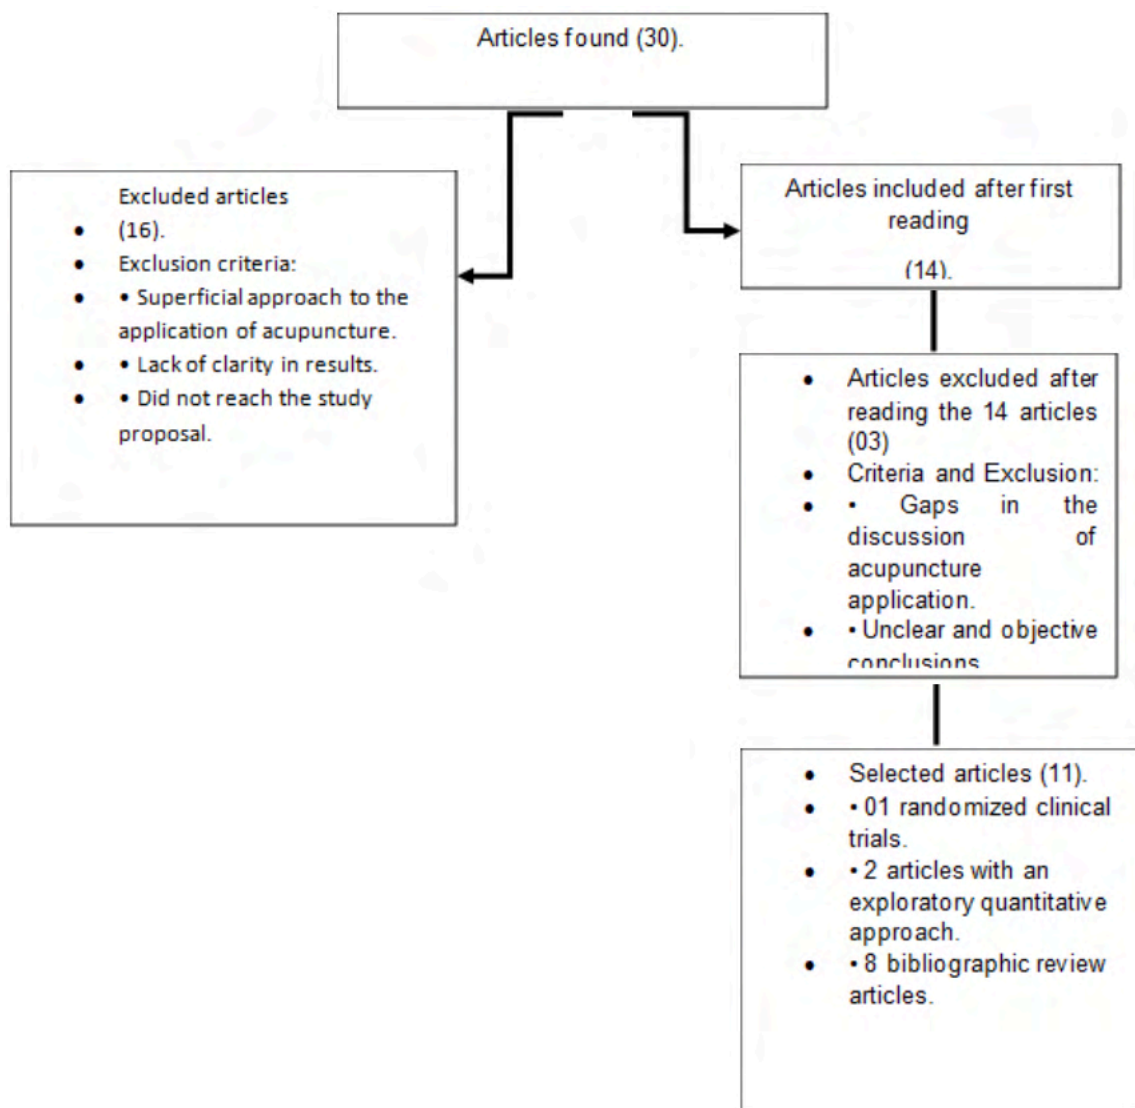 Articles found (30).
Excluded articles
• (16).
• Exclusion criteria:
• • Superficial approach to the
application of acupuncture.
• • Lack of clarity in results.
• • Did not reach the study
proposal.
Articles included after first
reading
(14).
• Articles excluded after
reading the 14 articles
(03)
• Criteria and Exclusion:
• • Gaps in the
discussion of
acupuncture
application.
• • Unclear and objective
conclusions
• Selected articles (11).
• • 01 randomized clinical
trials.
• • 2 articles with an
exploratory quantitative
approach.
• • 8 bibliographic review
articles.